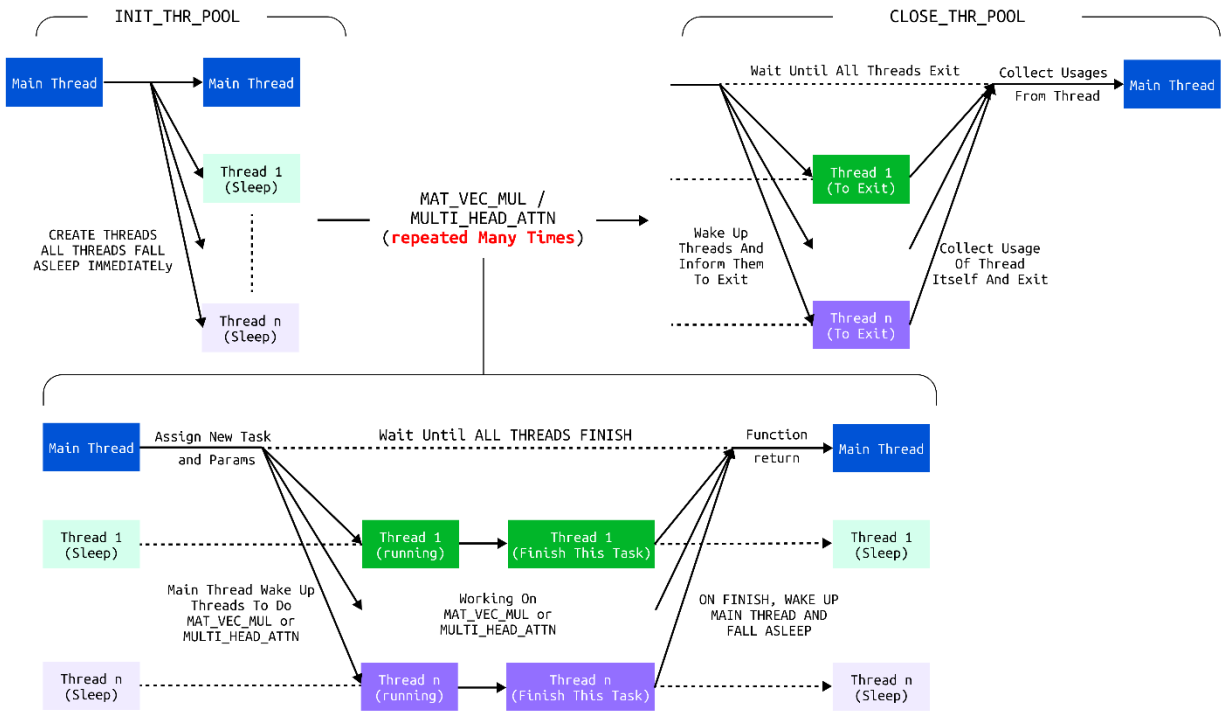 INIT_THR_POOL
CLOSE_THR_POOL
Main Thread
Main Thread
Thread 1
(Sleep)
CREATE THREADS
ALL THREADS FALL
ASLEEP IMMEDIATELy
Thread n
(Sleep)
MAT_VEC_MUL /
MULTI_HEAD_ATTN
(repeated Many Times)
Wait Until All Threads Exit
Collect Usages
From Thread
Main Thread
Thread 1
(To Exit)
Wake Up
Threads And
Inform Them
To Exit
Collect Usage
Of Thread
Itself And Exit
Thread n
(To Exit)
Main Thread
Assign New Task
and Params
Wait Until ALL THREADS FINISH
Function
return
Main Thread
Thread 1
(Sleep)
Thread 1
(running)
Thread 1
(Finish This Task)
Thread 1
(Sleep)
Main Thread Wake Up
Threads To Do
MAT_VEC_MUL or
MULTI_HEAD_ATTN
Working On
MAT_VEC_MUL or
MULTI_HEAD_ATTN
ON FINISH, WAKE UP
MAIN THREAD AND
FALL ASLEEP
Thread n
(Sleep)
Thread n
(running)
Thread n
(Finish This Task)
Thread n
(Sleep)